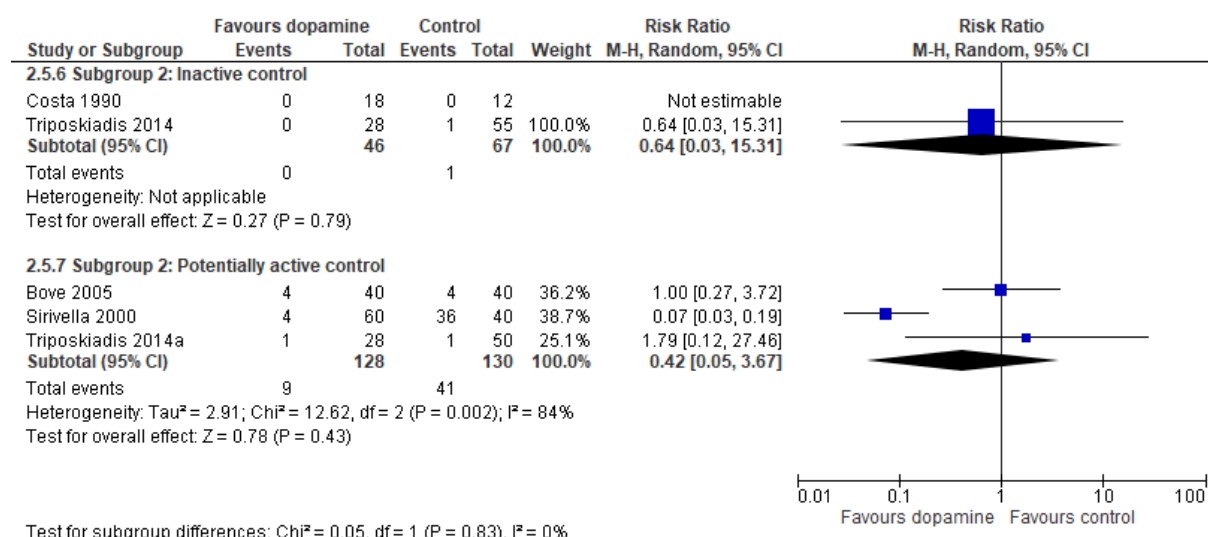 Favours dopamine Control Risk Ratio Risk Ratio
Study or Subgroup Events Total Events Total Weight M-H, Random, 95% CI M-H, Random, 95% CI
2.5.6 Subgroup 2: Inactive control
Costa 1990 0 18 0 12 Not estimable
Triposkiadis 2014 0 28 1 55 100.0% 0.64 [0.03, 15.31]
Subtotal (95% CI) 46 67 100.0% 0.64 [0.03, 15.31]
Total events 0 1
Heterogeneity: Not applicable
Test for overall effect: Z = 0.27 (P = 0.79)
2.5.7 Subgroup 2: Potentially active control
Bove 2005 4 40 4 40 36.2% 1.00 [0.27, 3.72]
Sirivella 2000 4 60 36 40 38.7% 0.07 [0.03, 0.19]
Triposkiadis 2014a 1 28 1 50 25.1% 1.79 [0.12, 27.46]
Subtotal (95% CI) 128 130 100.0% 0.42 [0.05, 3.67]
Total events 9 41
Heterogeneity: Tau² = 2.91; Chi² = 12.62, df = 2 (P = 0.002); I² = 84%
Test for overall effect: Z = 0.78 (P = 0.43)
0.01 0.1 1 10 100
Favours dopamine Favours control
Test for subgroup differences: Chi² = 0.05, df = 1 (P = 0.83), I² = 0%